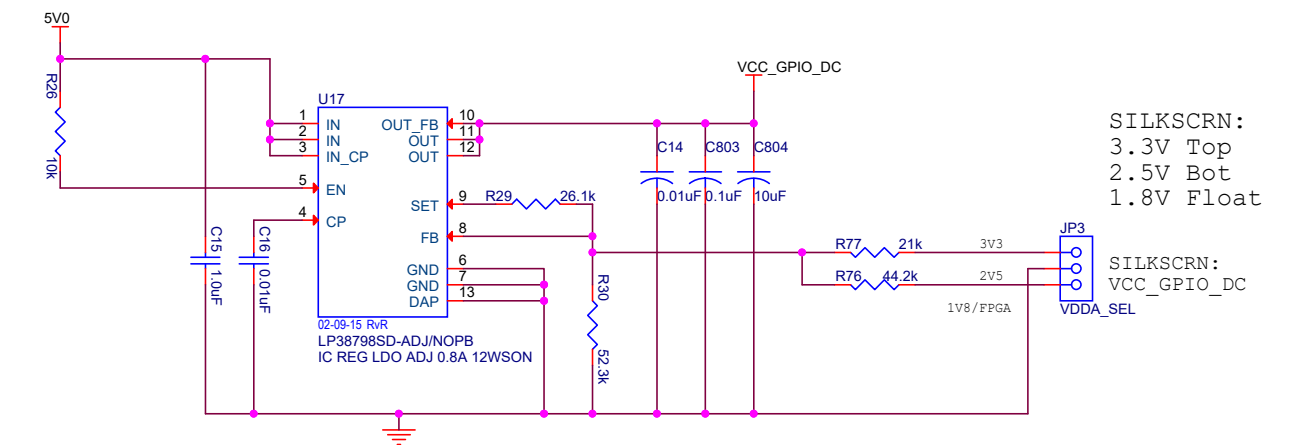 5V0
R26
10k
U17
1 IN
2 IN
3 IN_CP
5 EN
4 CP
OUT_FB 10
OUT 11
OUT 12
SET 9
FB 8
GND 6
GND 7
DAP 13
02-09-15 RvR
LP38798SD-ADJ/NOPB
IC REG LDO ADJ 0.8A 12WSON
C15
1.0uF
C16
0.01uF
R29 26.1k
R30
52.3k
VCC_GPIO_DC
C14
0.01uF
C803
0.1uF
C804
10uF
R77 21k 3V3
R76 44.2k 2V5
1V8/FPGA
JP3
VDDA_SEL
SILKSCRN:
3.3V Top
2.5V Bot
1.8V Float
SILKSCRN:
VCC_GPIO_DC